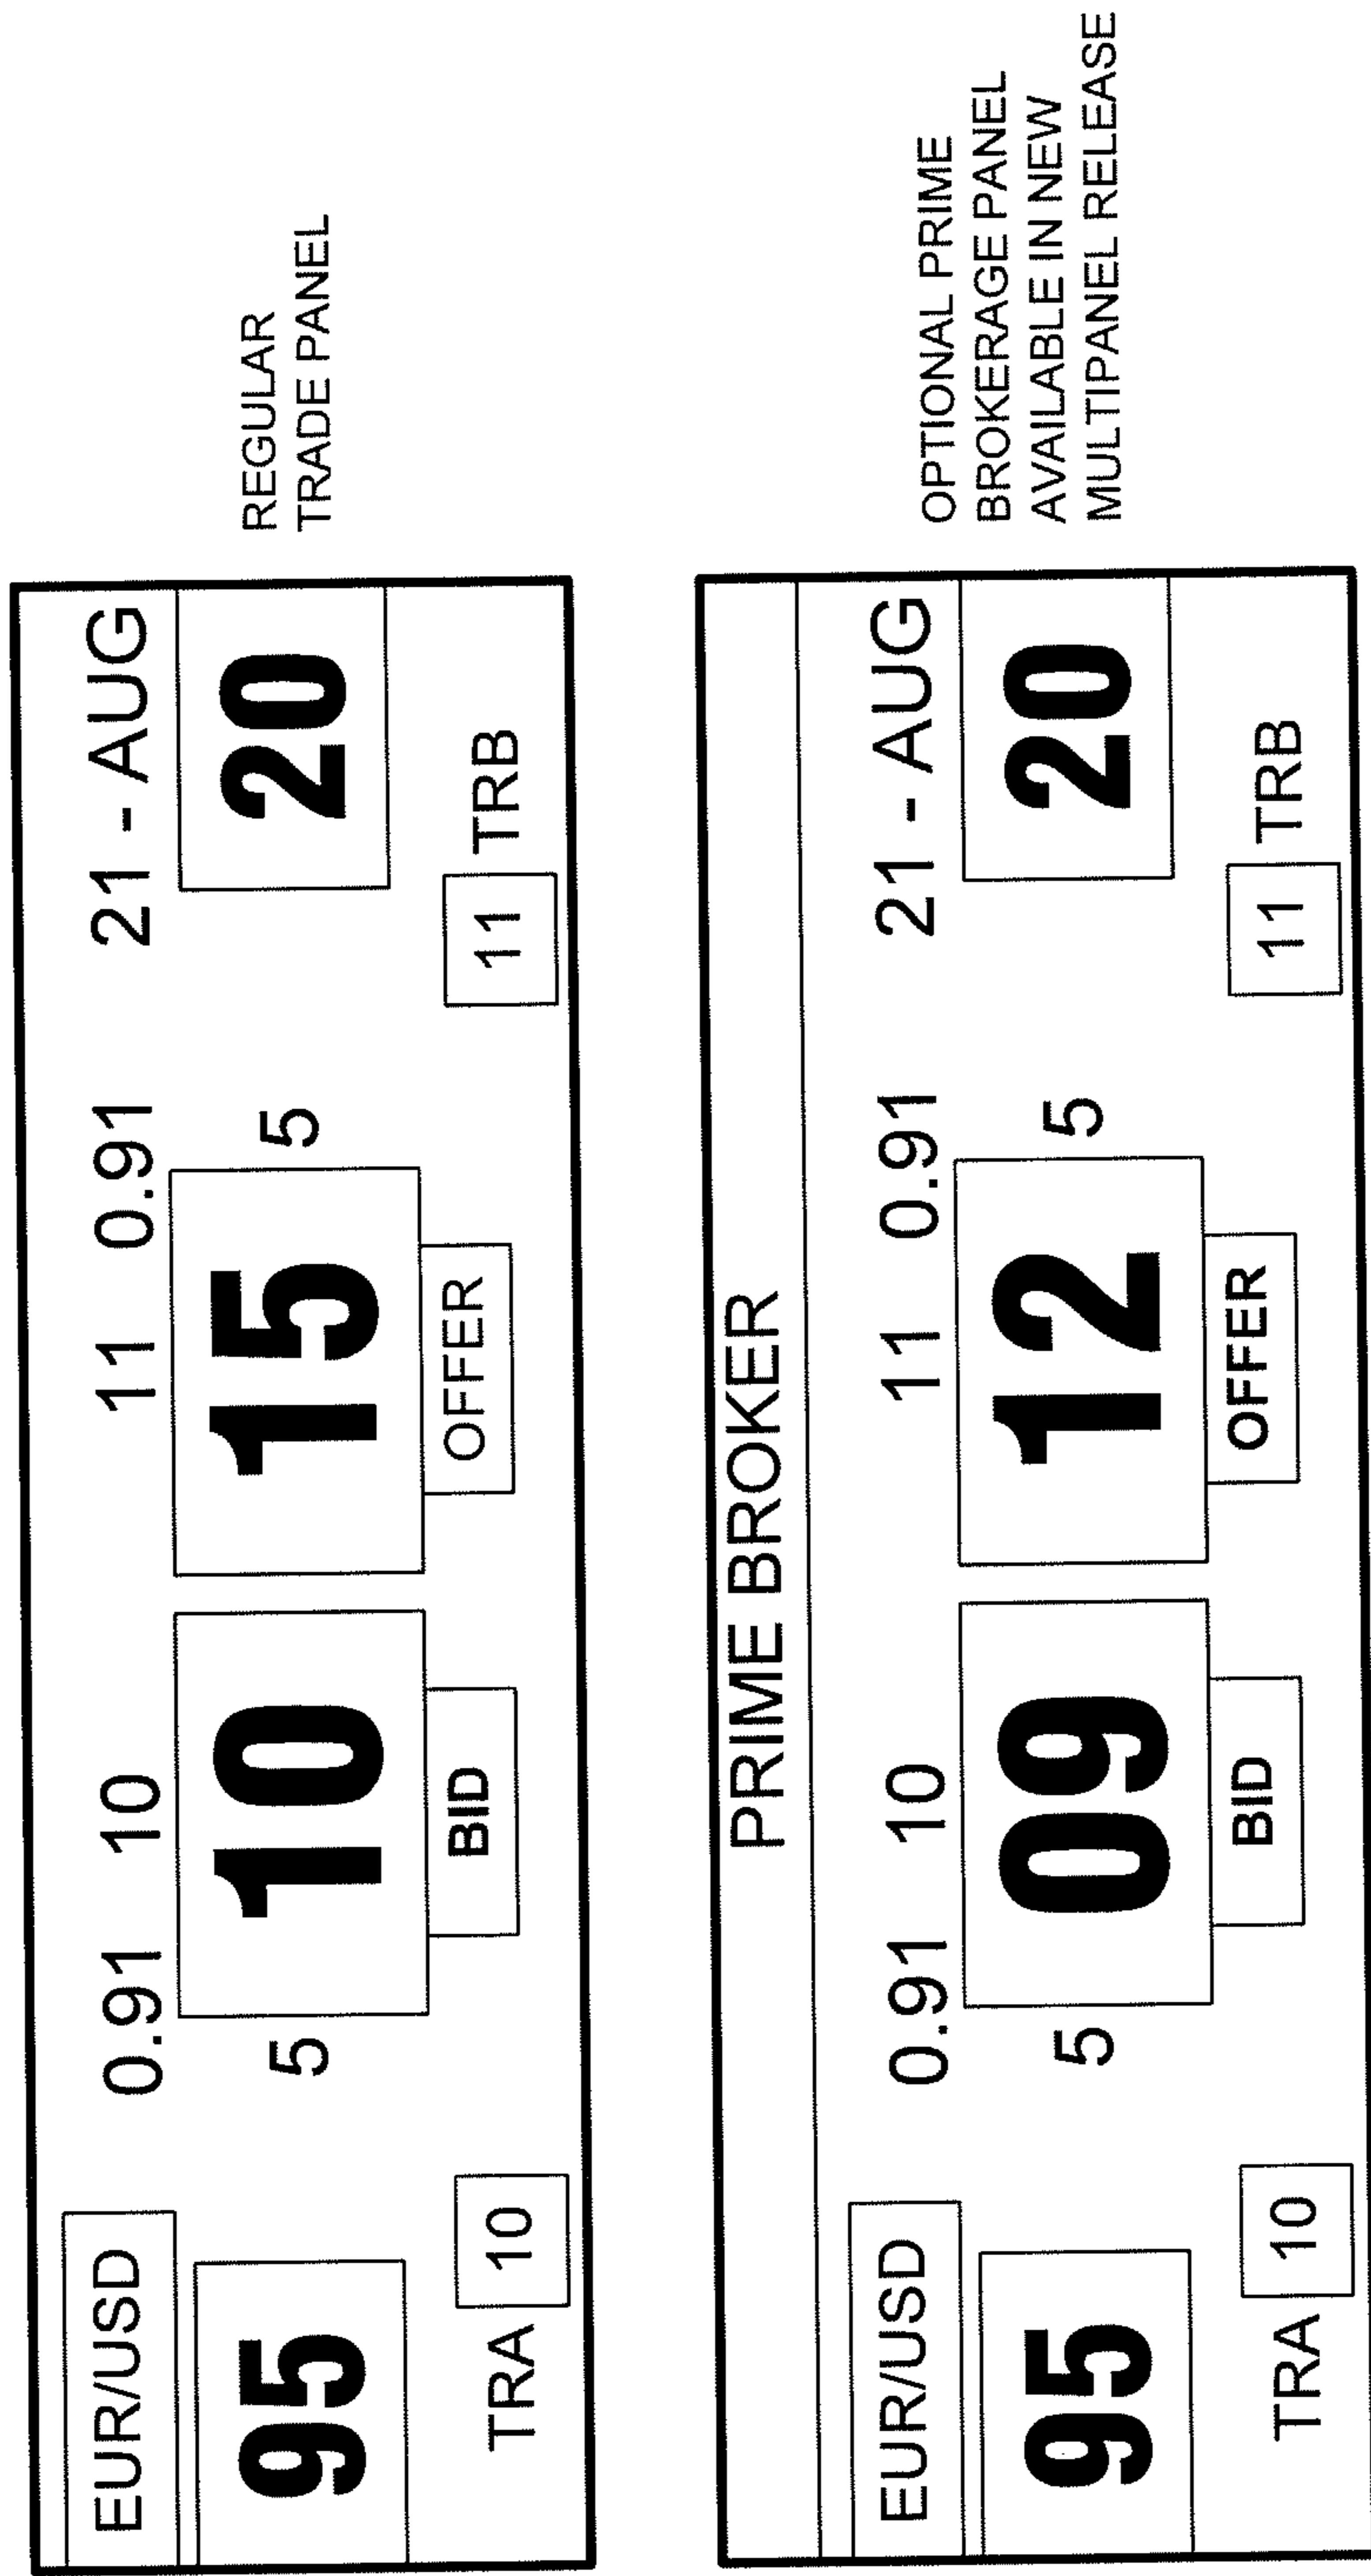 EUR/USD 0.91 10 11 0.91 21 - AUG
95 5 10 15 5 20
BID OFFER
TRA 10 11 TRB
REGULAR
TRADE PANEL
PRIME BROKER
EUR/USD 0.91 10 11 0.91 21 - AUG
95 5 09 12 5 20
BID OFFER
TRA 10 11 TRB
OPTIONAL PRIME
BROKERAGE PANEL
AVAILABLE IN NEW
MULTIPANEL RELEASE